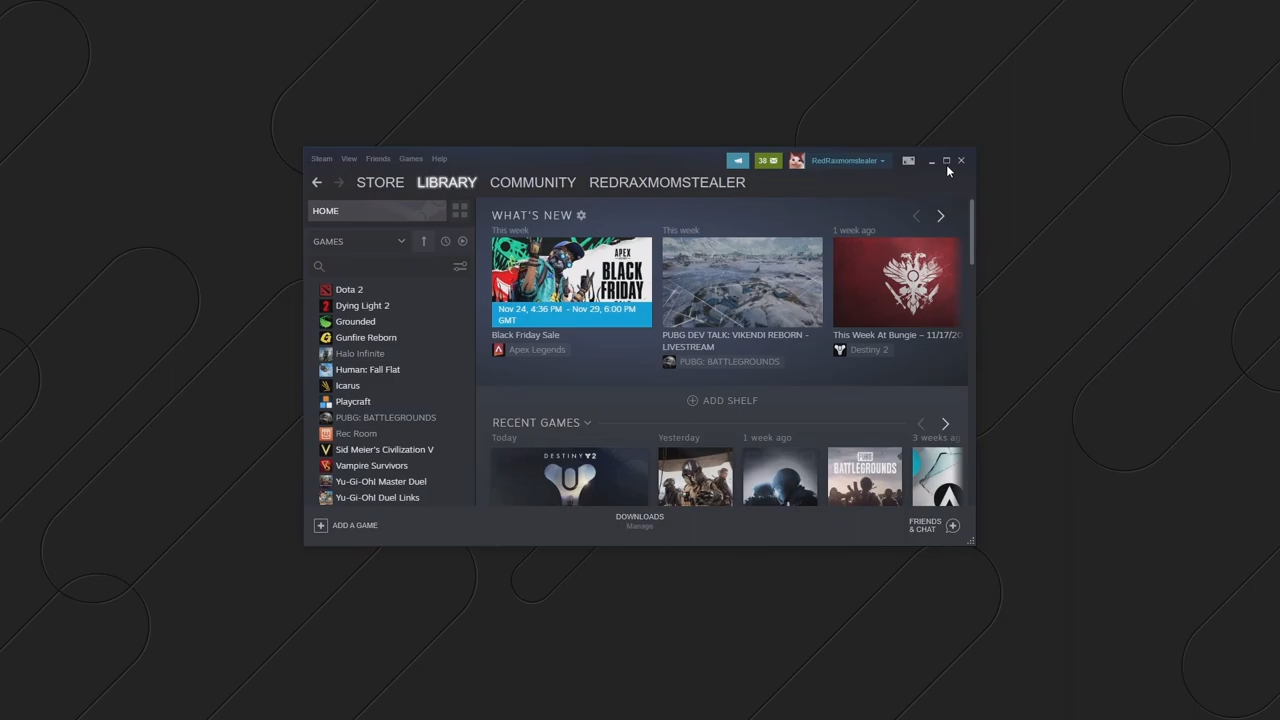 Steam View Friends Games Help
38 RedRaxmomstealer
STORE LIBRARY COMMUNITY REDRAXMOMSTEALER
HOME
GAMES
Dota 2
Dying Light 2
Grounded
Gunfire Reborn
Halo Infinite
Human: Fall Flat
Icarus
Playcraft
PUBG: BATTLEGROUNDS
Rec Room
Sid Meier's Civilization V
Vampire Survivors
Yu-Gi-Oh! Master Duel
Yu-Gi-Oh! Duel Links
WHAT'S NEW
This week
APEX
BLACK
FRIDAY
Nov 24, 4:36 PM - Nov 29, 6:00 PM
GMT
Black Friday Sale
Apex Legends
This week
PUBG DEV TALK: VIKENDI REBORN -
LIVESTREAM
PUBG: BATTLEGROUNDS
1 week ago
This Week At Bungie – 11/17/20
Destiny 2
ADD SHELF
RECENT GAMES
Today Yesterday 1 week ago 3 weeks ag
DESTINY 2
PUBG
BATTLEGROUNDS
ADD A GAME
DOWNLOADS
Manage
FRIENDS
& CHAT